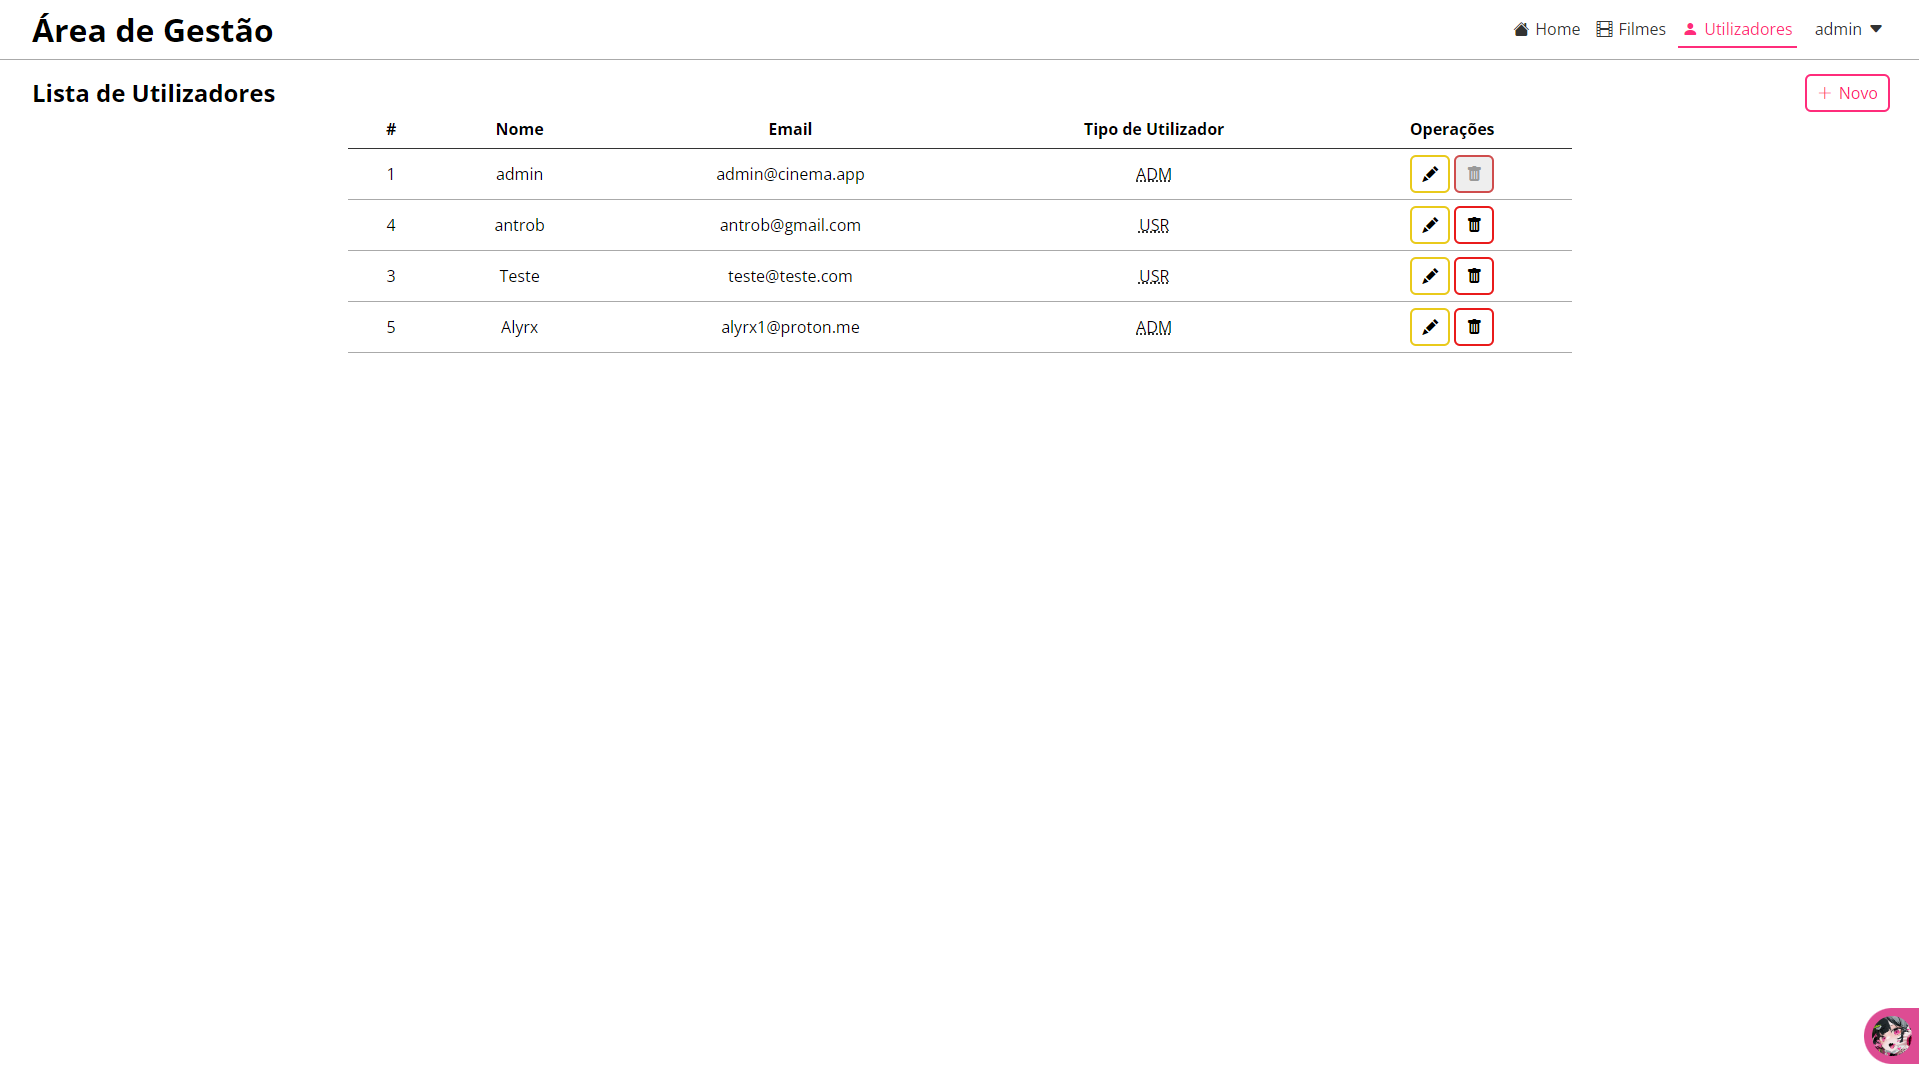 Área de Gestão
Home Filmes Utilizadores admin
Lista de Utilizadores
Novo
# Nome Email Tipo de Utilizador Operações
1 admin admin@cinema.app ADM
4 antrob antrob@gmail.com USR
3 Teste teste@teste.com USR
5 Alyrx alyrx1@proton.me ADM